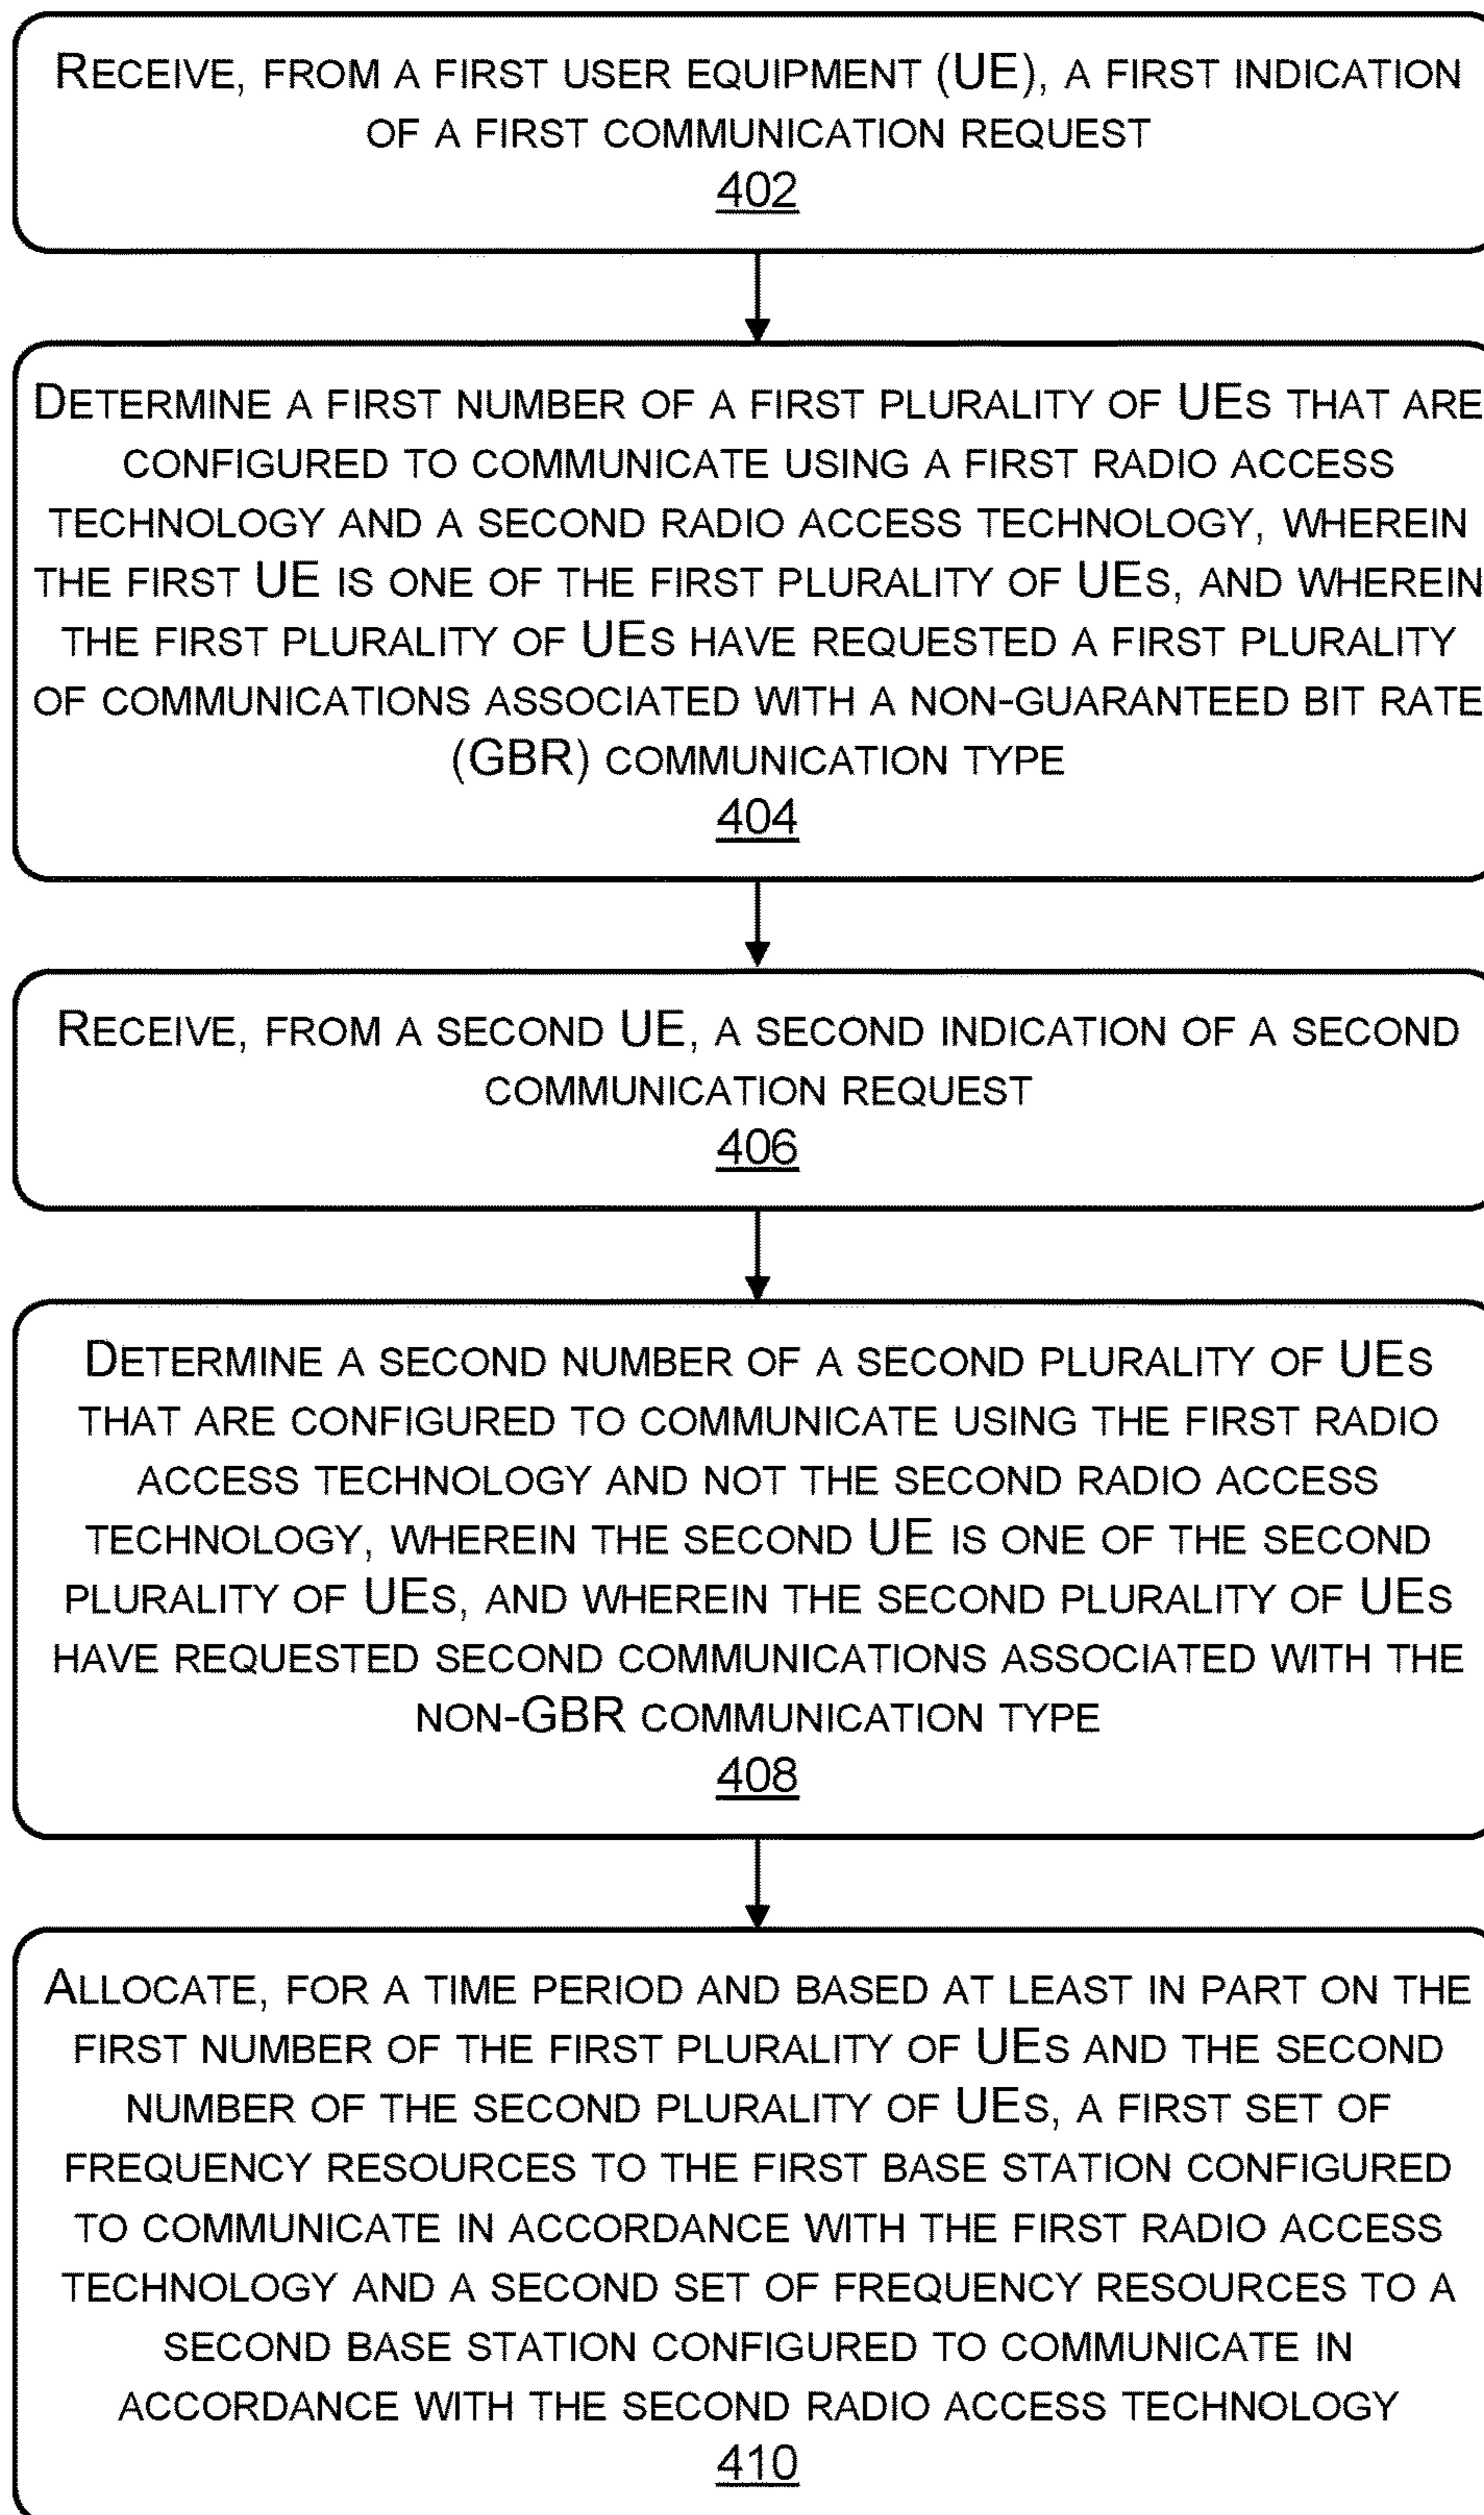 RECEIVE, FROM A FIRST USER EQUIPMENT (UE), A FIRST INDICATION
OF A FIRST COMMUNICATION REQUEST
402
DETERMINE A FIRST NUMBER OF A FIRST PLURALITY OF UES THAT ARE
CONFIGURED TO COMMUNICATE USING A FIRST RADIO ACCESS
TECHNOLOGY AND A SECOND RADIO ACCESS TECHNOLOGY, WHEREIN
THE FIRST UE IS ONE OF THE FIRST PLURALITY OF UES, AND WHEREIN
THE FIRST PLURALITY OF UES HAVE REQUESTED A FIRST PLURALITY
OF COMMUNICATIONS ASSOCIATED WITH A NON-GUARANTEED BIT RATE
(GBR) COMMUNICATION TYPE
404
RECEIVE, FROM A SECOND UE, A SECOND INDICATION OF A SECOND
COMMUNICATION REQUEST
406
DETERMINE A SECOND NUMBER OF A SECOND PLURALITY OF UES
THAT ARE CONFIGURED TO COMMUNICATE USING THE FIRST RADIO
ACCESS TECHNOLOGY AND NOT THE SECOND RADIO ACCESS
TECHNOLOGY, WHEREIN THE SECOND UE IS ONE OF THE SECOND
PLURALITY OF UES, AND WHEREIN THE SECOND PLURALITY OF UES
HAVE REQUESTED SECOND COMMUNICATIONS ASSOCIATED WITH THE
NON-GBR COMMUNICATION TYPE
408
ALLOCATE, FOR A TIME PERIOD AND BASED AT LEAST IN PART ON THE
FIRST NUMBER OF THE FIRST PLURALITY OF UES AND THE SECOND
NUMBER OF THE SECOND PLURALITY OF UES, A FIRST SET OF
FREQUENCY RESOURCES TO THE FIRST BASE STATION CONFIGURED
TO COMMUNICATE IN ACCORDANCE WITH THE FIRST RADIO ACCESS
TECHNOLOGY AND A SECOND SET OF FREQUENCY RESOURCES TO A
SECOND BASE STATION CONFIGURED TO COMMUNICATE IN
ACCORDANCE WITH THE SECOND RADIO ACCESS TECHNOLOGY
410